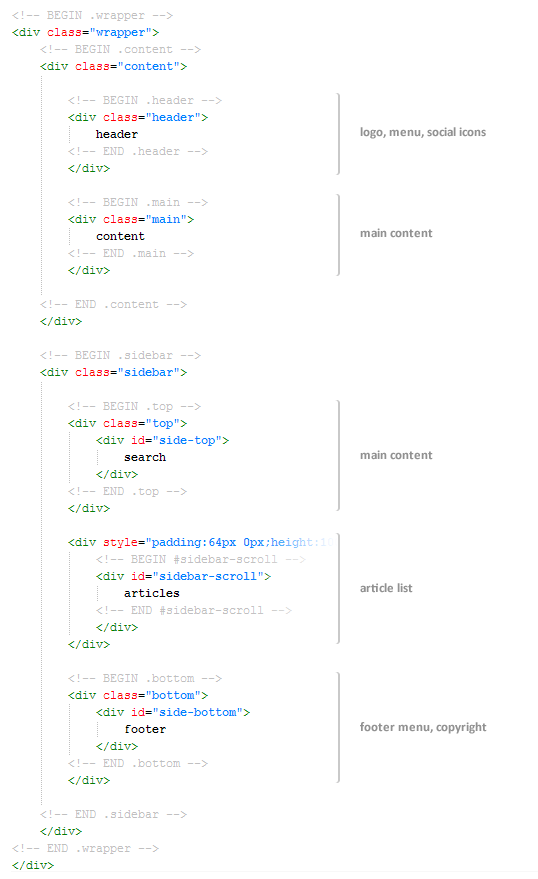 <!-- BEGIN .wrapper -->
<div class="wrapper">
<!-- BEGIN .content -->
<div class="content">
<!-- BEGIN .header -->
<div class="header">
header
logo, menu, social icons
<!-- END .header -->
</div>
<!-- BEGIN .main -->
<div class="main">
content
main content
<!-- END .main -->
</div>
<!-- END .content -->
</div>
<!-- BEGIN .sidebar -->
<div class="sidebar">
<!-- BEGIN .top -->
<div class="top">
<div id="side-top">
search
main content
</div>
<!-- END .top -->
</div>
<div style="padding:64px 0px;height:10
<!-- BEGIN #sidebar-scroll -->
<div id="sidebar-scroll">
articles
article list
<!-- END #sidebar-scroll -->
</div>
</div>
<!-- BEGIN .bottom -->
<div class="bottom">
<div id="side-bottom">
footer
footer menu, copyright
</div>
<!-- END .bottom -->
</div>
<!-- END .sidebar -->
</div>
<!-- END .wrapper -->
</div>